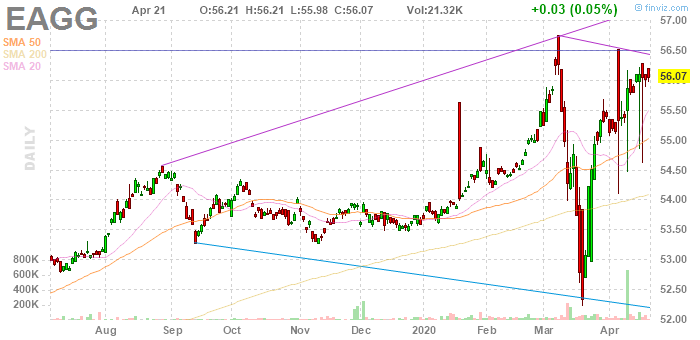 EAGG
Apr 21 O:56.21 H:56.21 L:55.98 C:56.07 Vol:21.32K +0.03 (0.05%)
© finviz.com
SMA 50
SMA 200
SMA 20
DAILY
57.00
56.50
56.07
55.50
55.00
54.50
54.00
53.50
53.00
52.50
52.00
800K
600K
400K
200K
Aug Sep Oct Nov Dec 2020 Feb Mar Apr